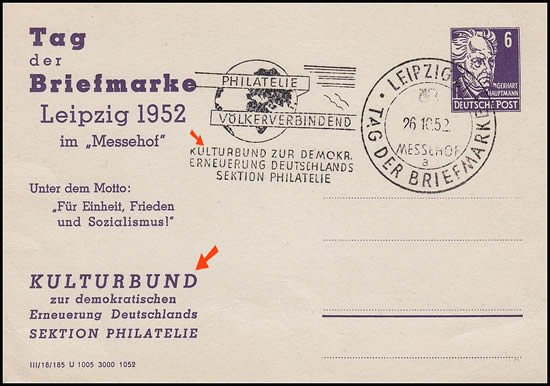 Tag
der
Briefmarke
Leipzig 1952
im „Messehof"
Unter dem Motto:
„Für Einheit, Frieden
und Sozialismus!"
KULTURBUND
zur demokratischen
Erneuerung Deutschlands
SEKTION PHILATELIE
III/18/185 U 1005 3000 1052
PHILATELIE
VÖLKERVERBINDEND
KULTURBUND ZUR DEMOKR.
ERNEUERUNG DEUTSCHLANDS
SEKTION PHILATELIE
LEIPZIG
26.10.52
MESSEHOF
a
• TAG DER BRIEFMARKE
6
GERHART
HAUPTMANN
DEUTSCHE POST